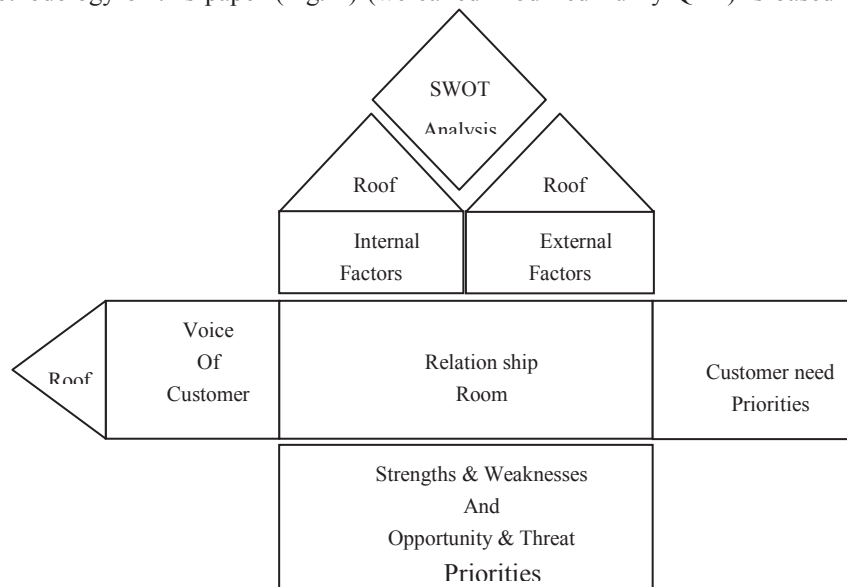 SWOT
Analysis
Roof
Roof
Internal
Factors
External
Factors
Voice
Of
Customer
Roof
Relation ship
Room
Customer need
Priorities
Strengths & Weaknesses
And
Opportunity & Threat
Priorities